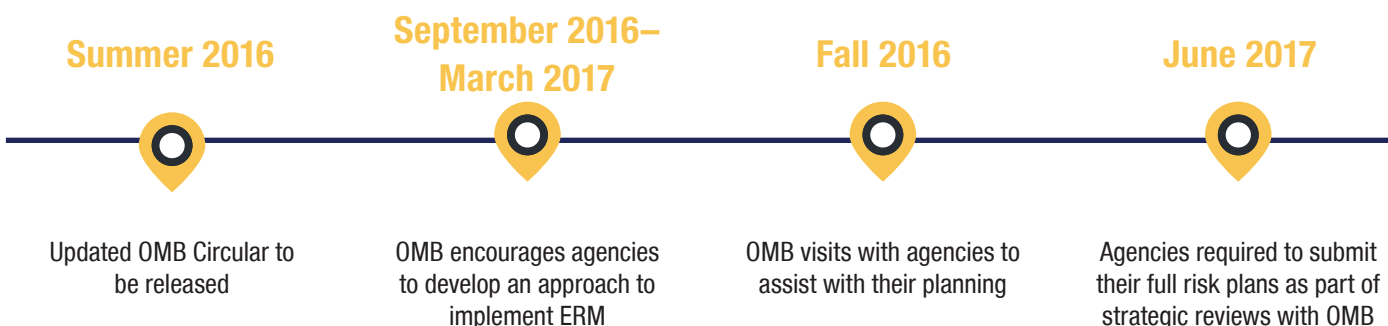 Summer 2016
Updated OMB Circular to
be released
September 2016–
March 2017
OMB encourages agencies
to develop an approach to
implement ERM
Fall 2016
OMB visits with agencies to
assist with their planning
June 2017
Agencies required to submit
their full risk plans as part of
strategic reviews with OMB